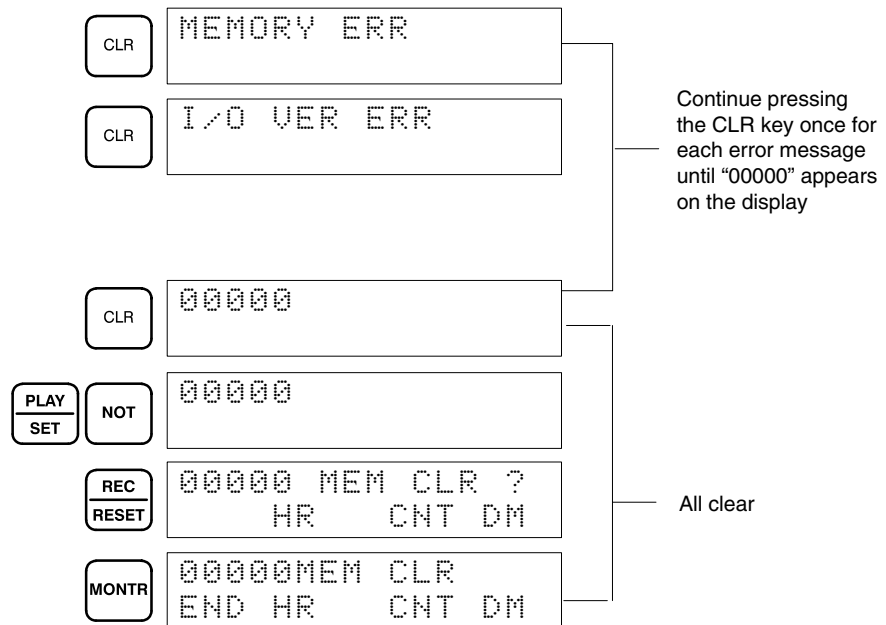 CLR
MEMORY ERR
CLR
I/O VER ERR
Continue pressing
the CLR key once for
each error message
until “00000” appears
on the display
CLR
00000
PLAY
SET
NOT
00000
REC
RESET
00000 MEM CLR ?
HR CNT DM
All clear
MONTR
00000MEM CLR
END HR CNT DM